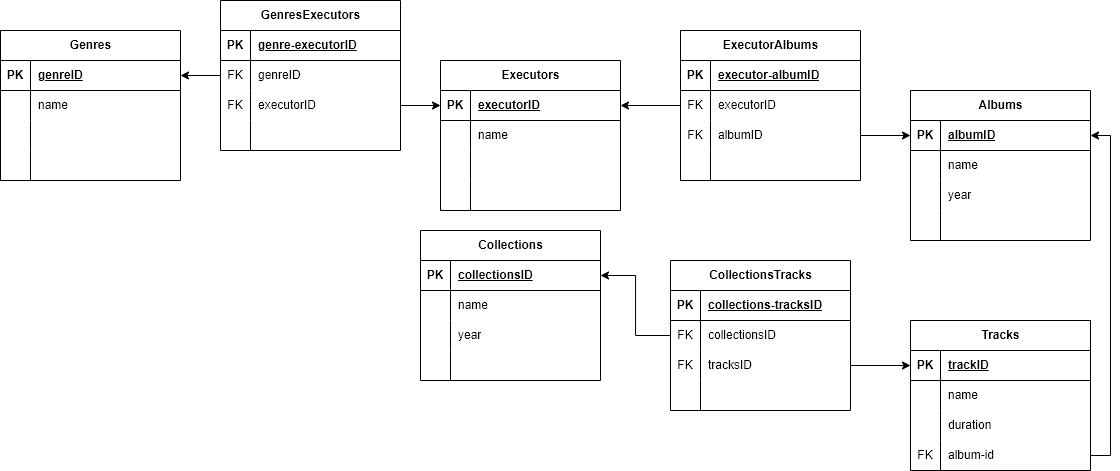 Genres
PK genreID
name
GenresExecutors
PK genre-executorID
FK genreID
FK executorID
Executors
PK executorID
name
ExecutorAlbums
PK executor-albumID
FK executorID
FK albumID
Albums
PK albumID
name
year
Collections
PK collectionsID
name
year
CollectionsTracks
PK collections-tracksID
FK collectionsID
FK tracksID
Tracks
PK trackID
name
duration
FK album-id